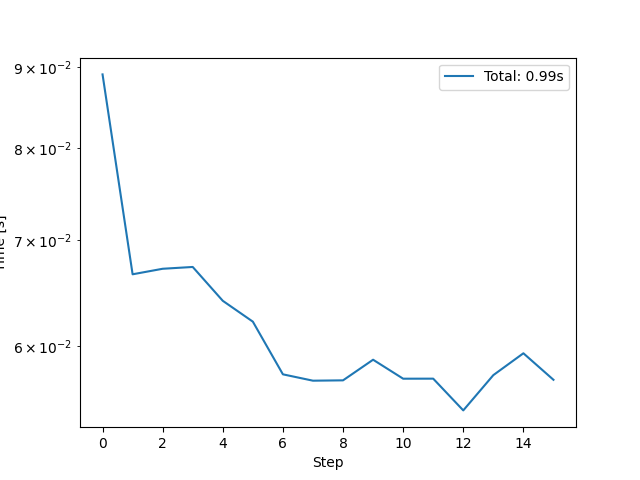 Total: 0.99s
9 × 10⁻²
8 × 10⁻²
7 × 10⁻²
6 × 10⁻²
[s]
0 2 4 6 8 10 12 14
Step